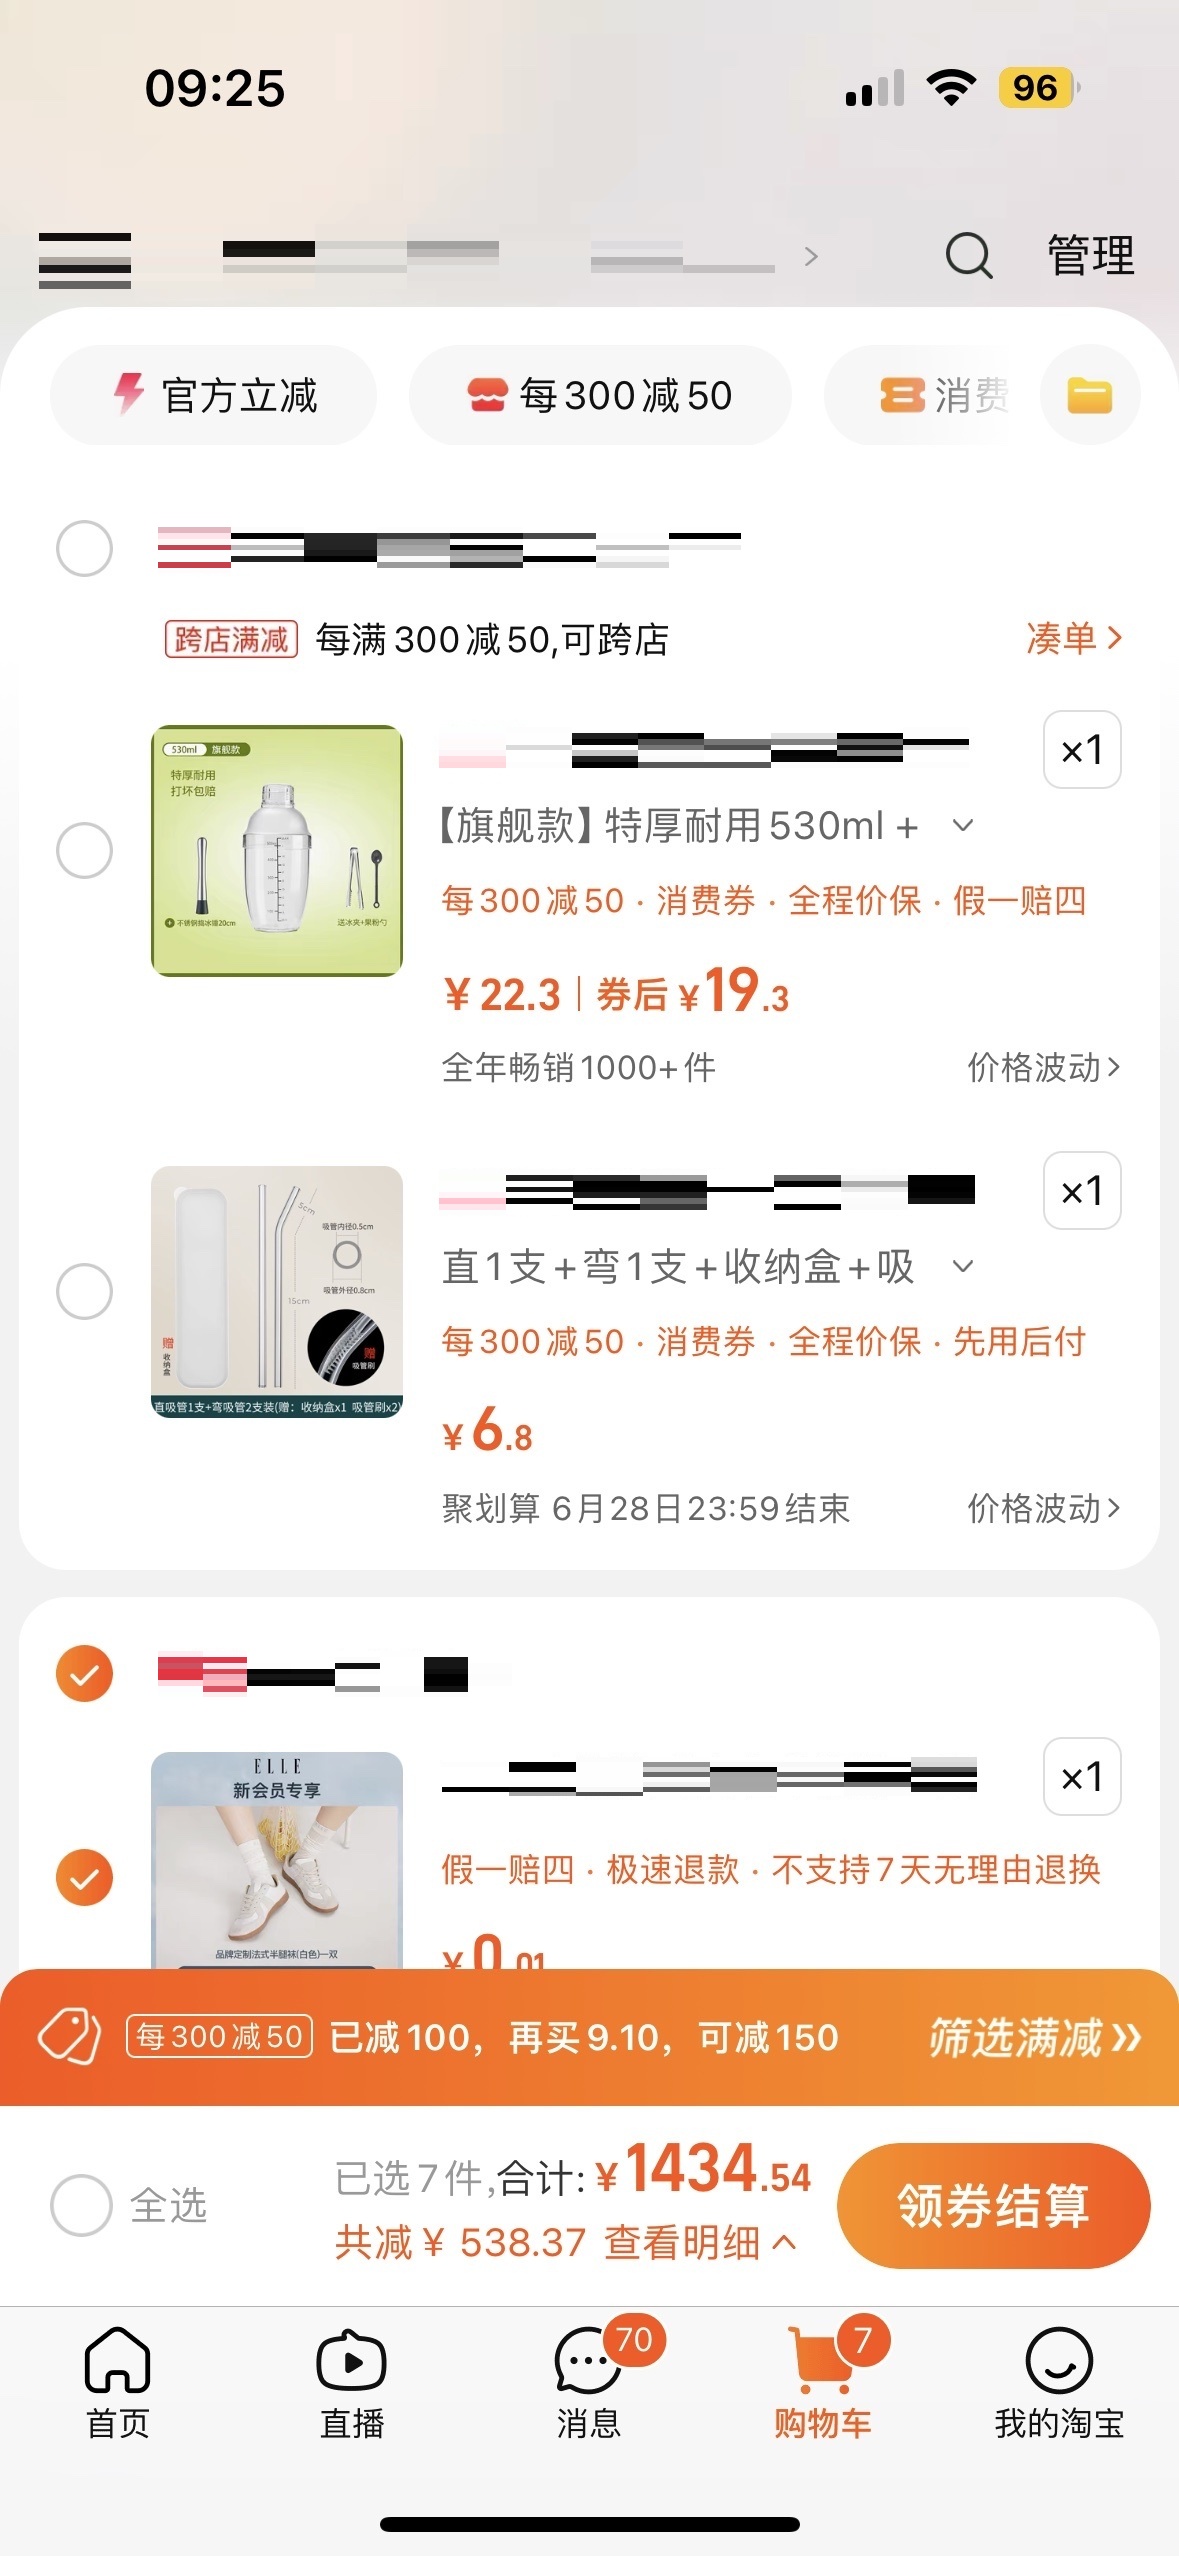 09:25
96
管理
官方立减
每300减50
消费
跨店满减 每满300减50,可跨店
凑单
530ml 旗舰款
特厚耐用
打坏包赔
不锈钢捣冰锤20cm
送冰夹+果粉勺
×1
【旗舰款】特厚耐用530ml +
每300减50 · 消费券 · 全程价保 · 假一赔四
¥ 22.3 券后 ¥19.3
全年畅销1000+件
价格波动
5cm
吸管内径0.5cm
吸管外径0.8cm
15cm
赠
收纳盒
赠
吸管刷
直吸管1支+弯吸管2支装(赠：收纳盒x1 吸管刷x2)
×1
直1支+弯1支+收纳盒+吸
每300减50 · 消费券 · 全程价保 · 先用后付
¥ 6.8
聚划算 6月28日23:59结束
价格波动
ELLE
新会员专享
品牌定制法式半腿袜(白色)一双
×1
假一赔四 · 极速退款 · 不支持7天无理由退换
¥ 0.01
每300减50 已减100，再买9.10，可减150
筛选满减
全选
已选7件,合计: ¥1434.54
共减 ¥ 538.37 查看明细
领券结算
70
7
首页
直播
消息
购物车
我的淘宝